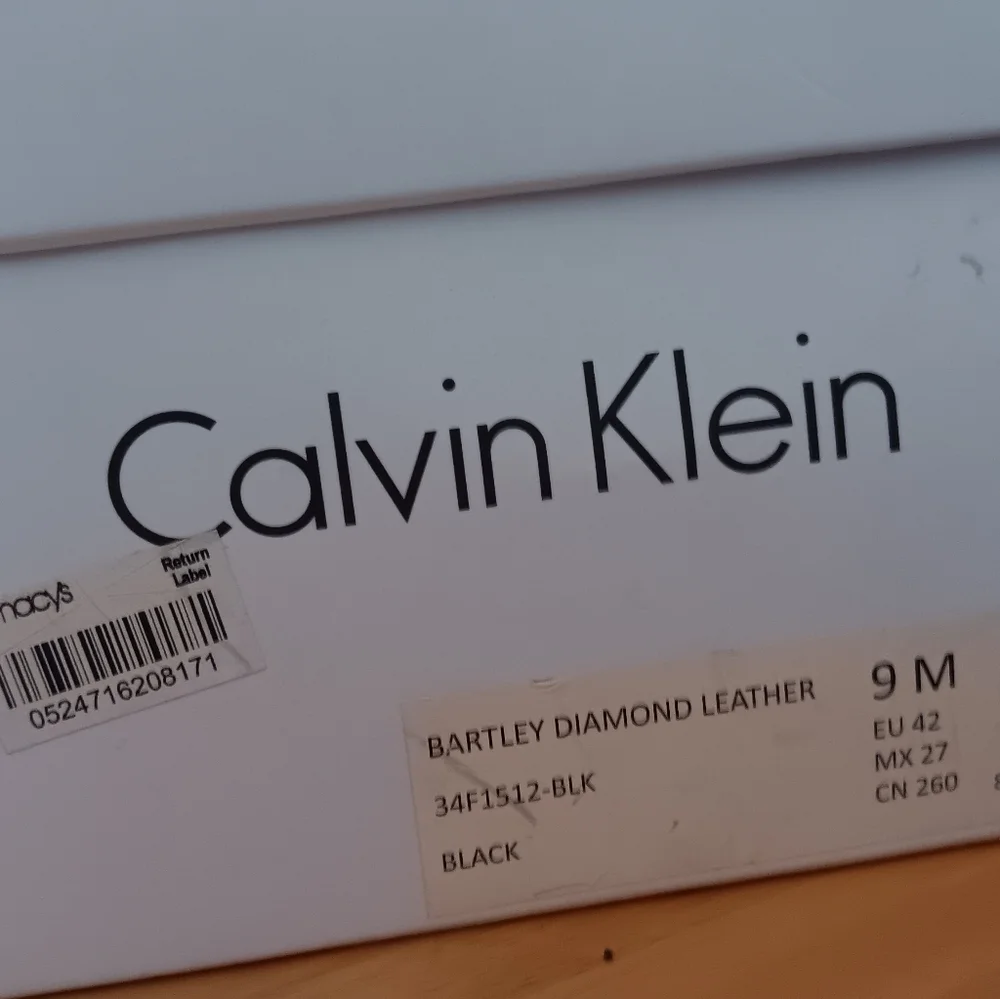 Calvin Klein
macy's
Return
Label
0524716208171
BARTLEY DIAMOND LEATHER
34F1512-BLK
BLACK
9 M
EU 42
MX 27
CN 260